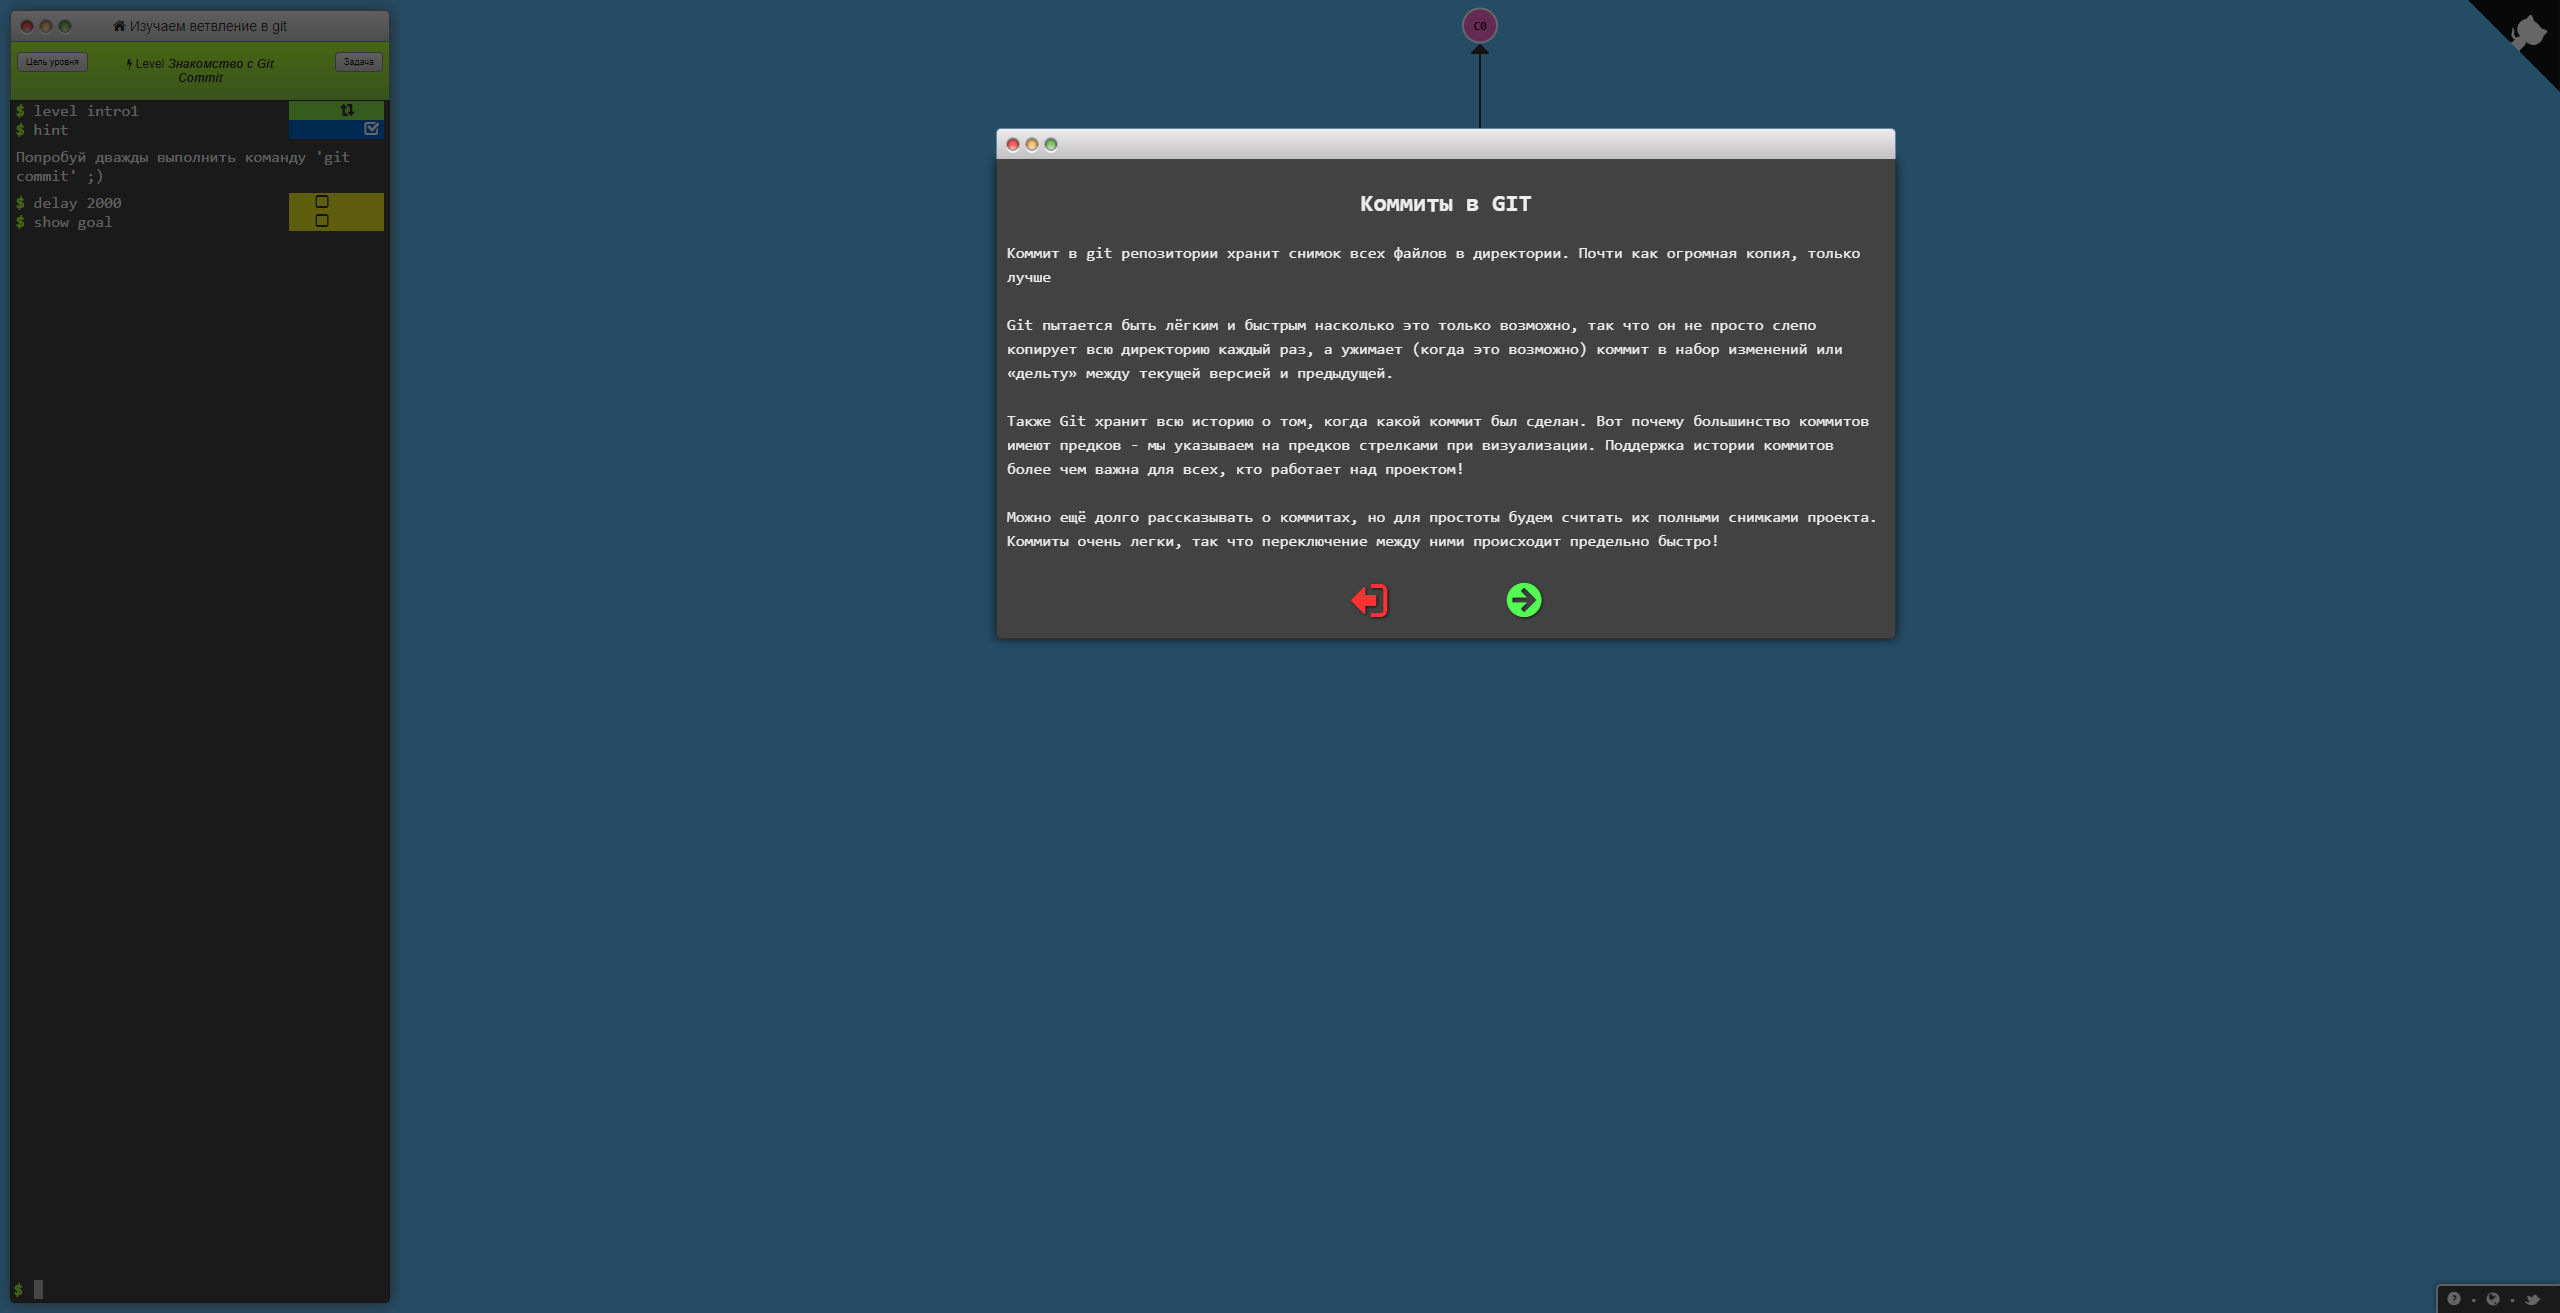 Изучаем ветвление в git
Цель уровня
Level Знакомство с Git
Commit
Задача
$ level intro1
$ hint
Попробуй дважды выполнить команду 'git
commit' ;)
$ delay 2000
$ show goal
$
C0
Коммиты в GIT
Коммит в git репозитории хранит снимок всех файлов в директории. Почти как огромная копия, только
лучше
Git пытается быть лёгким и быстрым насколько это только возможно, так что он не просто слепо
копирует всю директорию каждый раз, а ужимает (когда это возможно) коммит в набор изменений или
«дельту» между текущей версией и предыдущей.
Также Git хранит всю историю о том, когда какой коммит был сделан. Вот почему большинство коммитов
имеют предков - мы указываем на предков стрелками при визуализации. Поддержка истории коммитов
более чем важна для всех, кто работает над проектом!
Можно ещё долго рассказывать о коммитах, но для простоты будем считать их полными снимками проекта.
Коммиты очень легки, так что переключение между ними происходит предельно быстро!